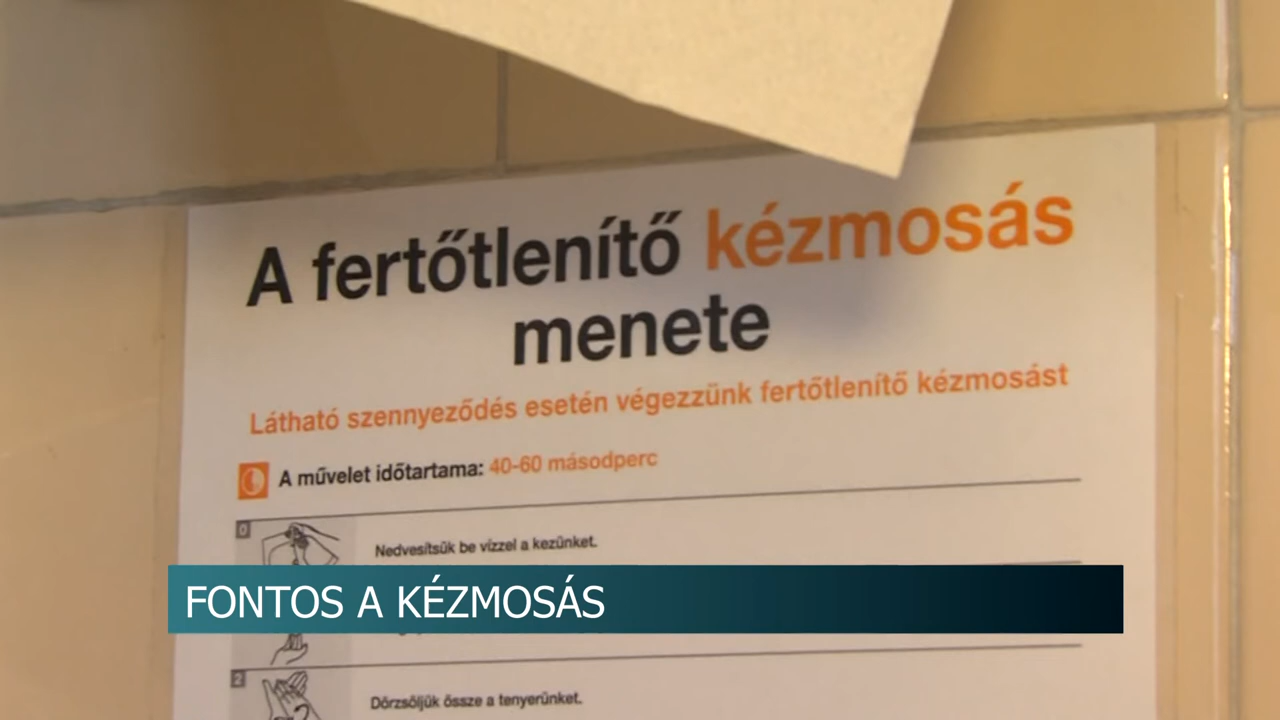 A fertőtlenítő kézmosás
menete
Látható szennyeződés esetén végezzünk fertőtlenítő kézmosást
A művelet időtartama: 40-60 másodperc
0
Nedvesítsük be vízzel a kezünket.
FONTOS A KÉZMOSÁS
2
Dörzsöljük össze a tenyerünket.